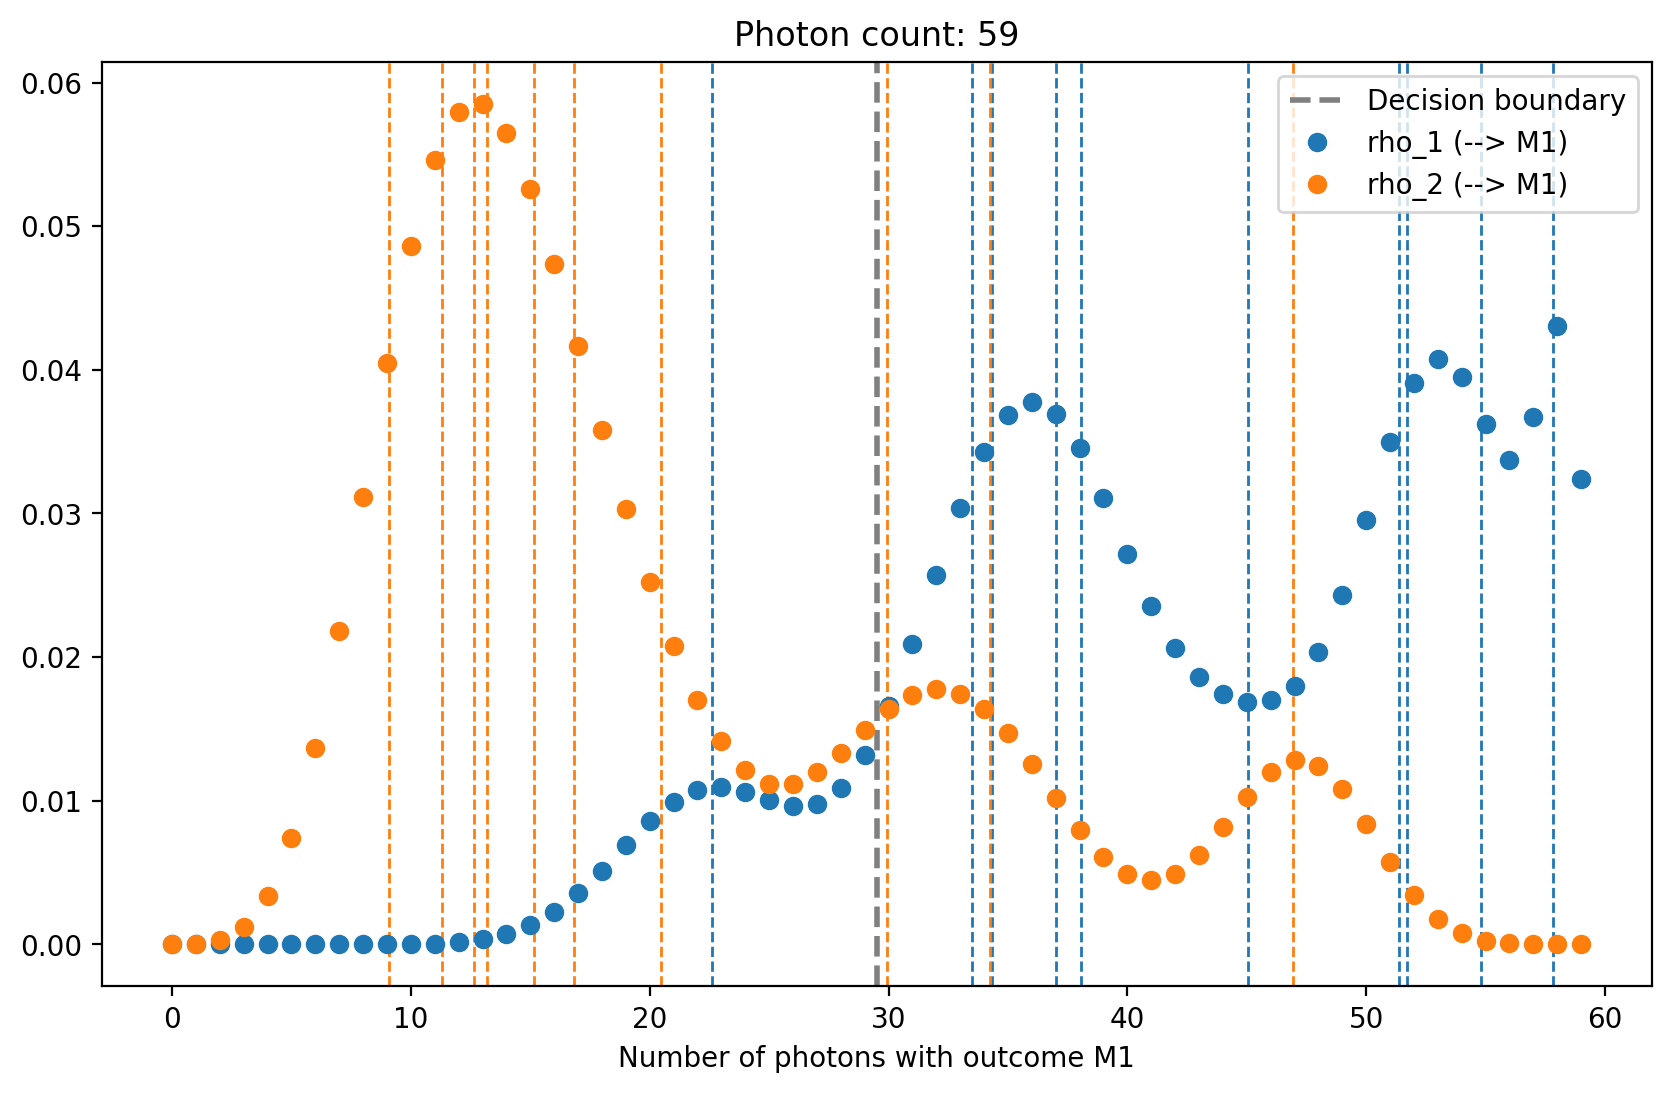 Photon count: 59
Decision boundary
rho_1 (--> M1)
rho_2 (--> M1)
0.06
0.05
0.04
0.03
0.02
0.01
0.00
0 10 20 30 40 50 60
Number of photons with outcome M1